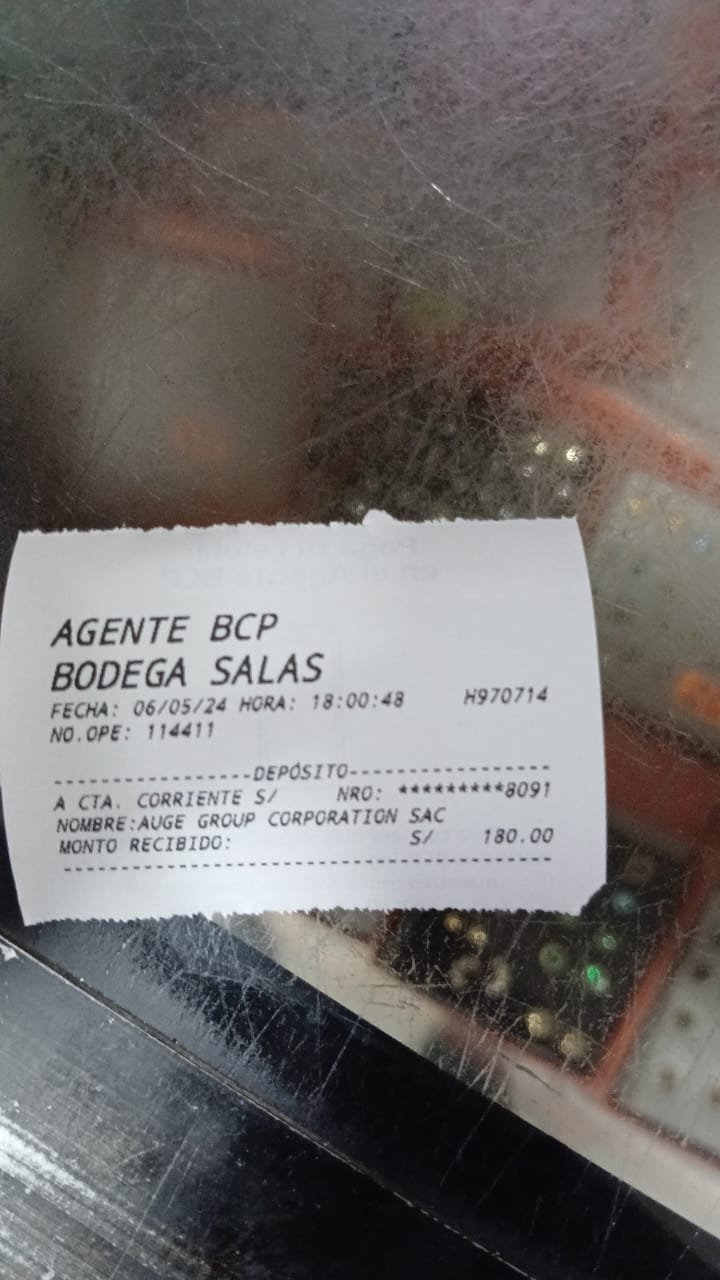 AGENTE BCP
BODEGA SALAS
FECHA: 06/05/24 HORA: 18:00:48 H970714
NO.OPE: 114411
-----------------DEPÓSITO-----------------
A CTA. CORRIENTE S/ NRO: *********8091
NOMBRE:AUGE GROUP CORPORATION SAC
MONTO RECIBIDO: S/ 180.00
------------------------------------------